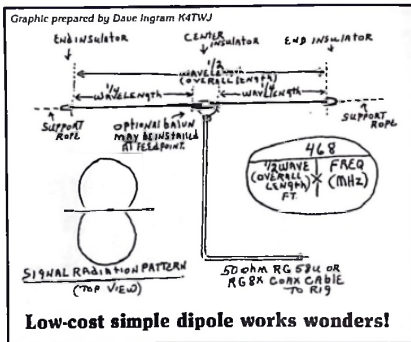 Graphic prepared by Dave Ingram K4TWJ
END INSULATOR
CENTER INSULATOR
END INSULATOR
1/2 WAVELENGTH
(OVERALL LENGTH)
1/4 WAVELENGTH
1/4 WAVELENGTH
SUPPORT ROPE
OPTIONAL BALUN
MAY BE INSTALLED
AT FEEDPOINT.
SUPPORT ROPE
468
1/2 WAVE
(OVERALL
LENGTH)
FT.
X
FREQ
(MHz)
SIGNAL RADIATION PATTERN
(TOP VIEW)
50 ohm RG 58U OR
RG8X COAX CABLE
TO RIG
Low-cost simple dipole works wonders!